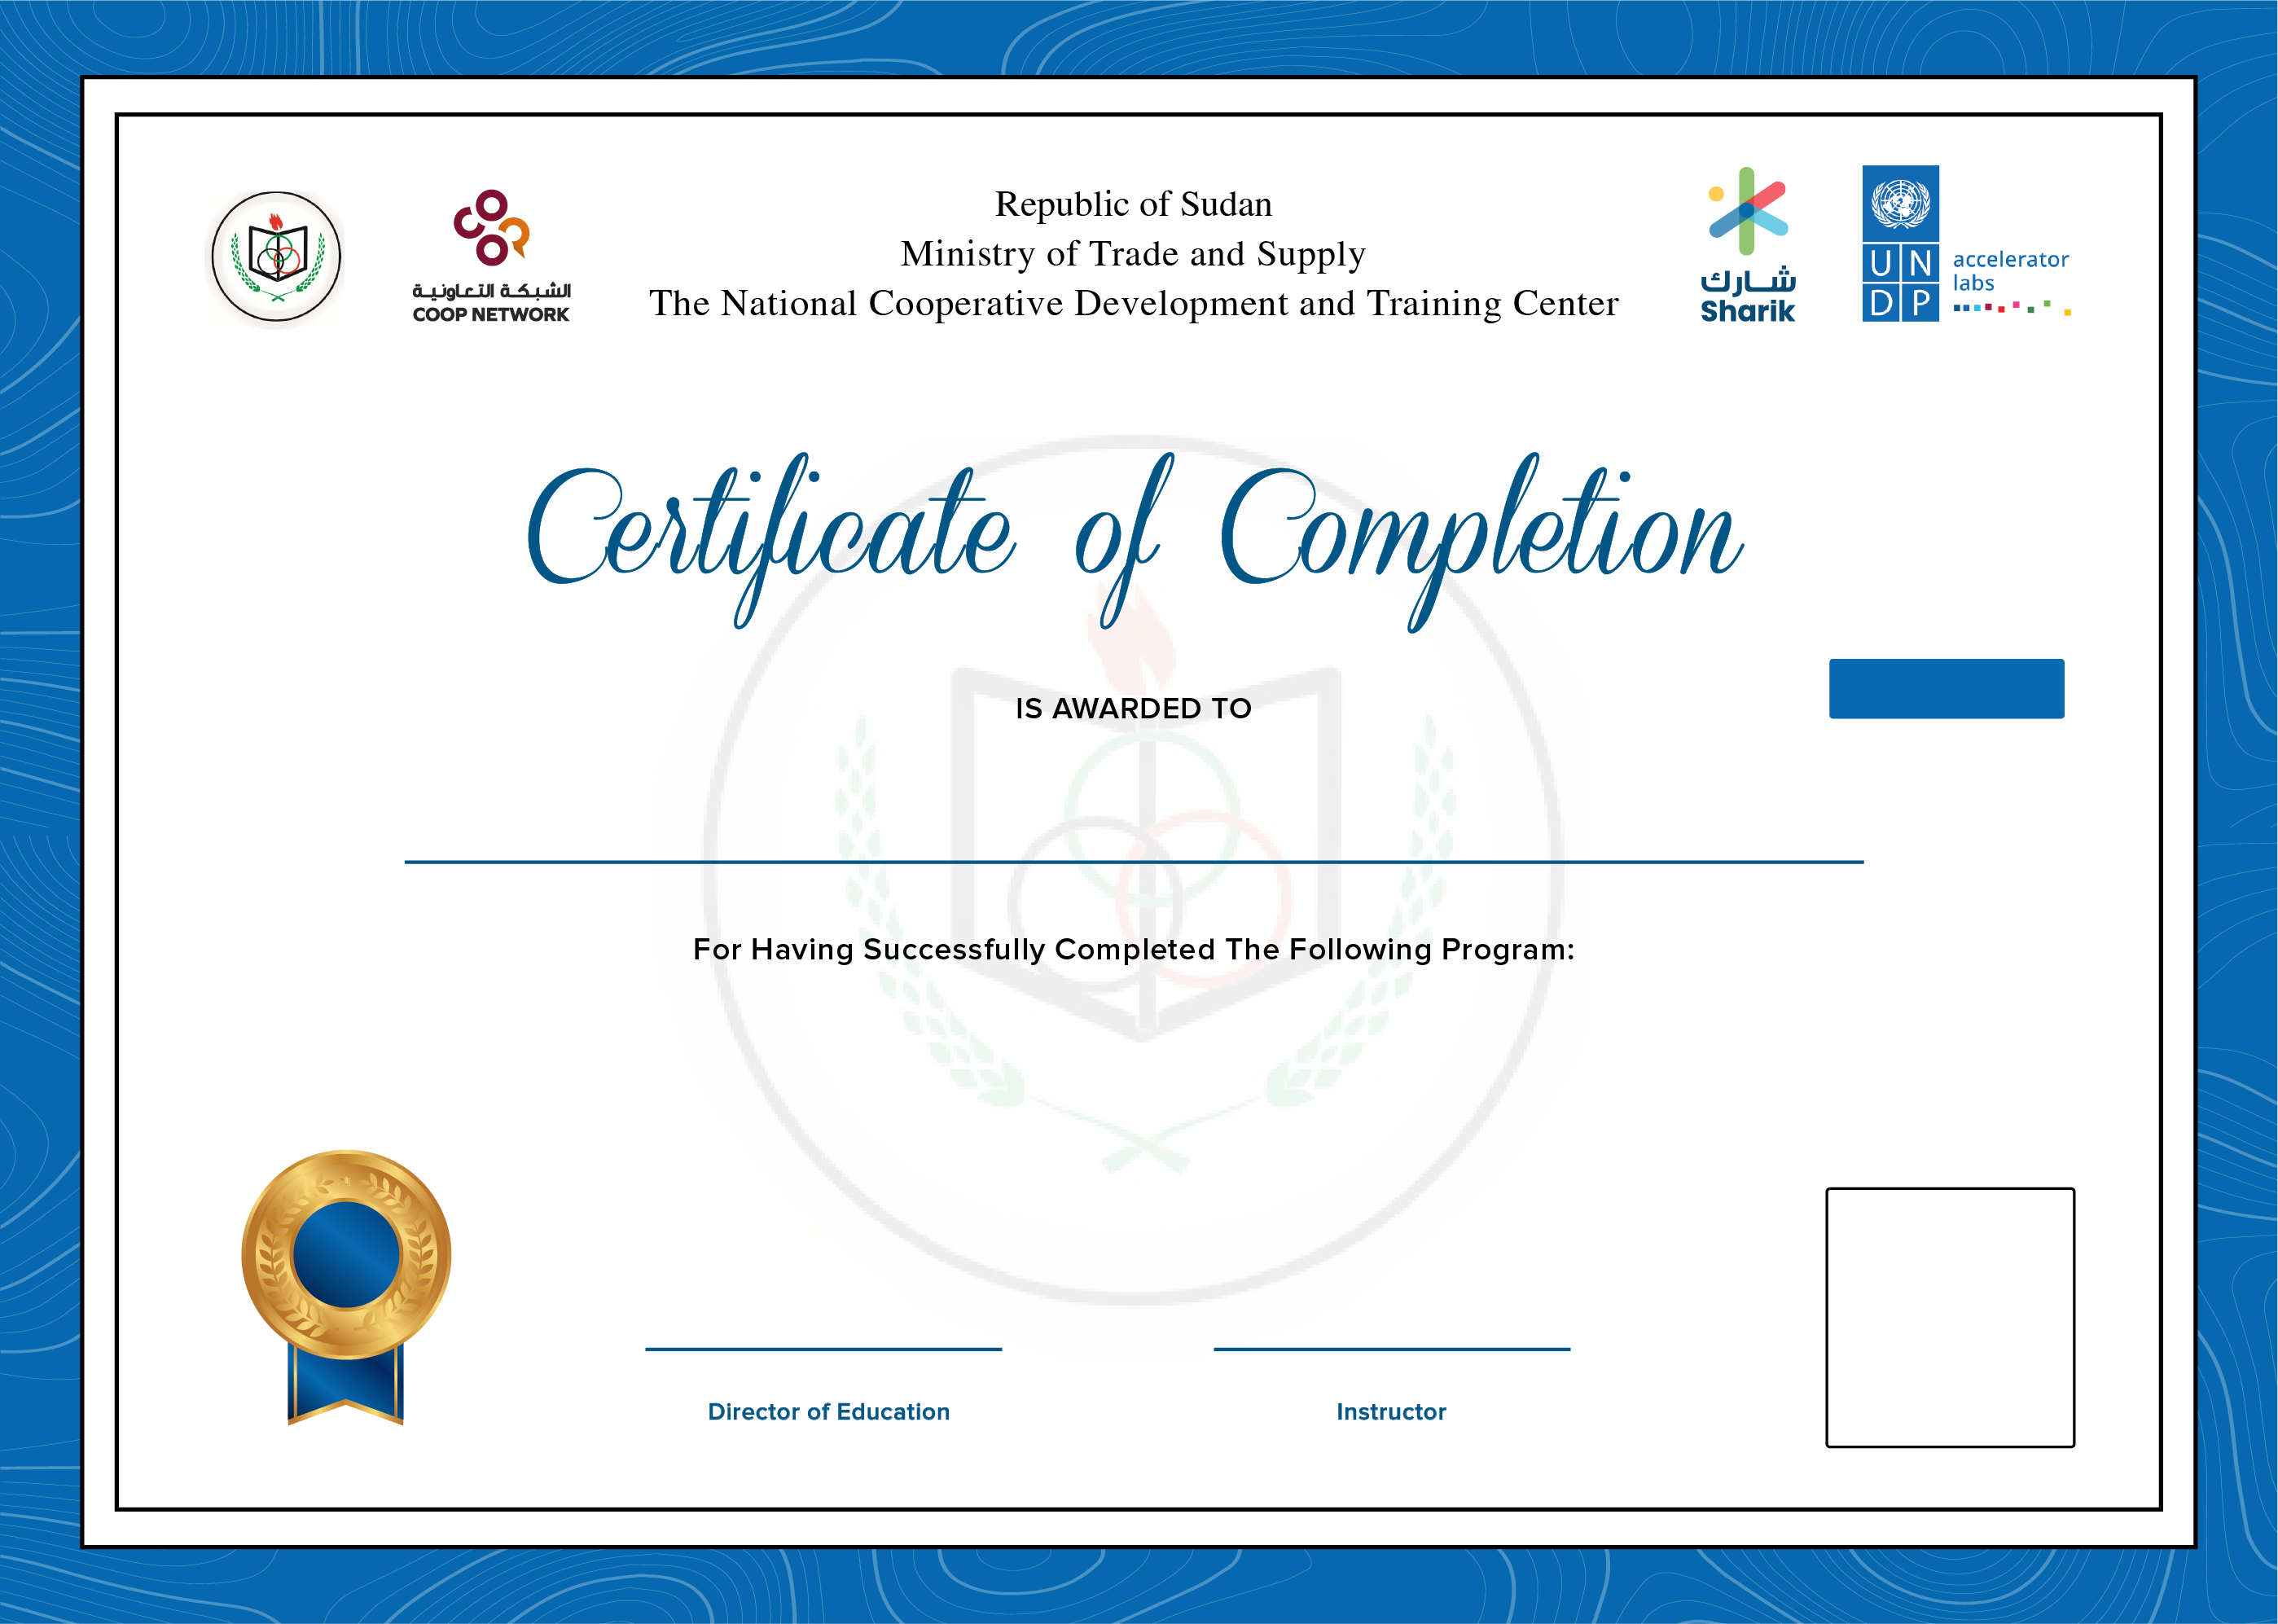 Republic of Sudan
Ministry of Trade and Supply
The National Cooperative Development and Training Center
الشبكة التعاونية
COOP NETWORK
شارك
Sharik
UN
DP
accelerator
labs
Certificate of Completion
IS AWARDED TO
For Having Successfully Completed The Following Program:
Director of Education
Instructor